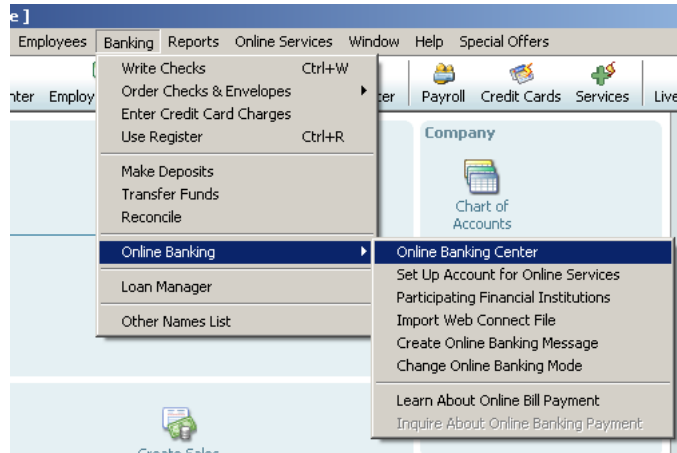 e ]
Employees Banking Reports Online Services Window Help Special Offers
nter Employ ter Payroll Credit Cards Services Live
Write Checks Ctrl+W
Order Checks & Envelopes
Enter Credit Card Charges
Use Register Ctrl+R
Make Deposits
Transfer Funds
Reconcile
Online Banking
Loan Manager
Other Names List
Company
Chart of
Accounts
Online Banking Center
Set Up Account for Online Services
Participating Financial Institutions
Import Web Connect File
Create Online Banking Message
Change Online Banking Mode
Learn About Online Bill Payment
Inquire About Online Banking Payment
Create Sales